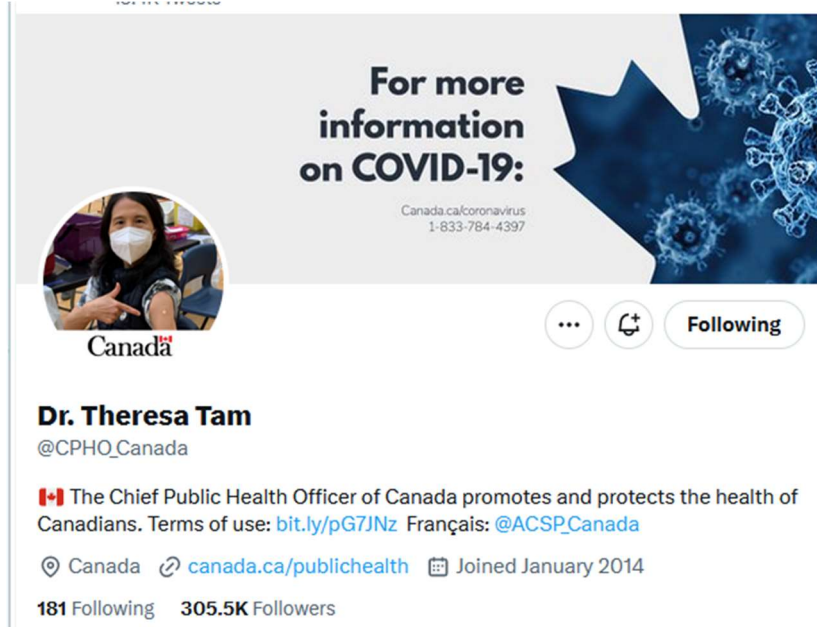 For more
information
on COVID-19:
Canada.ca/coronavirus
1-833-784-4397
Canada
Following
Dr. Theresa Tam
@CPHO_Canada
The Chief Public Health Officer of Canada promotes and protects the health of
Canadians. Terms of use: bit.ly/pG7JNz Français: @ACSP_Canada
Canada canada.ca/publichealth Joined January 2014
181 Following 305.5K Followers